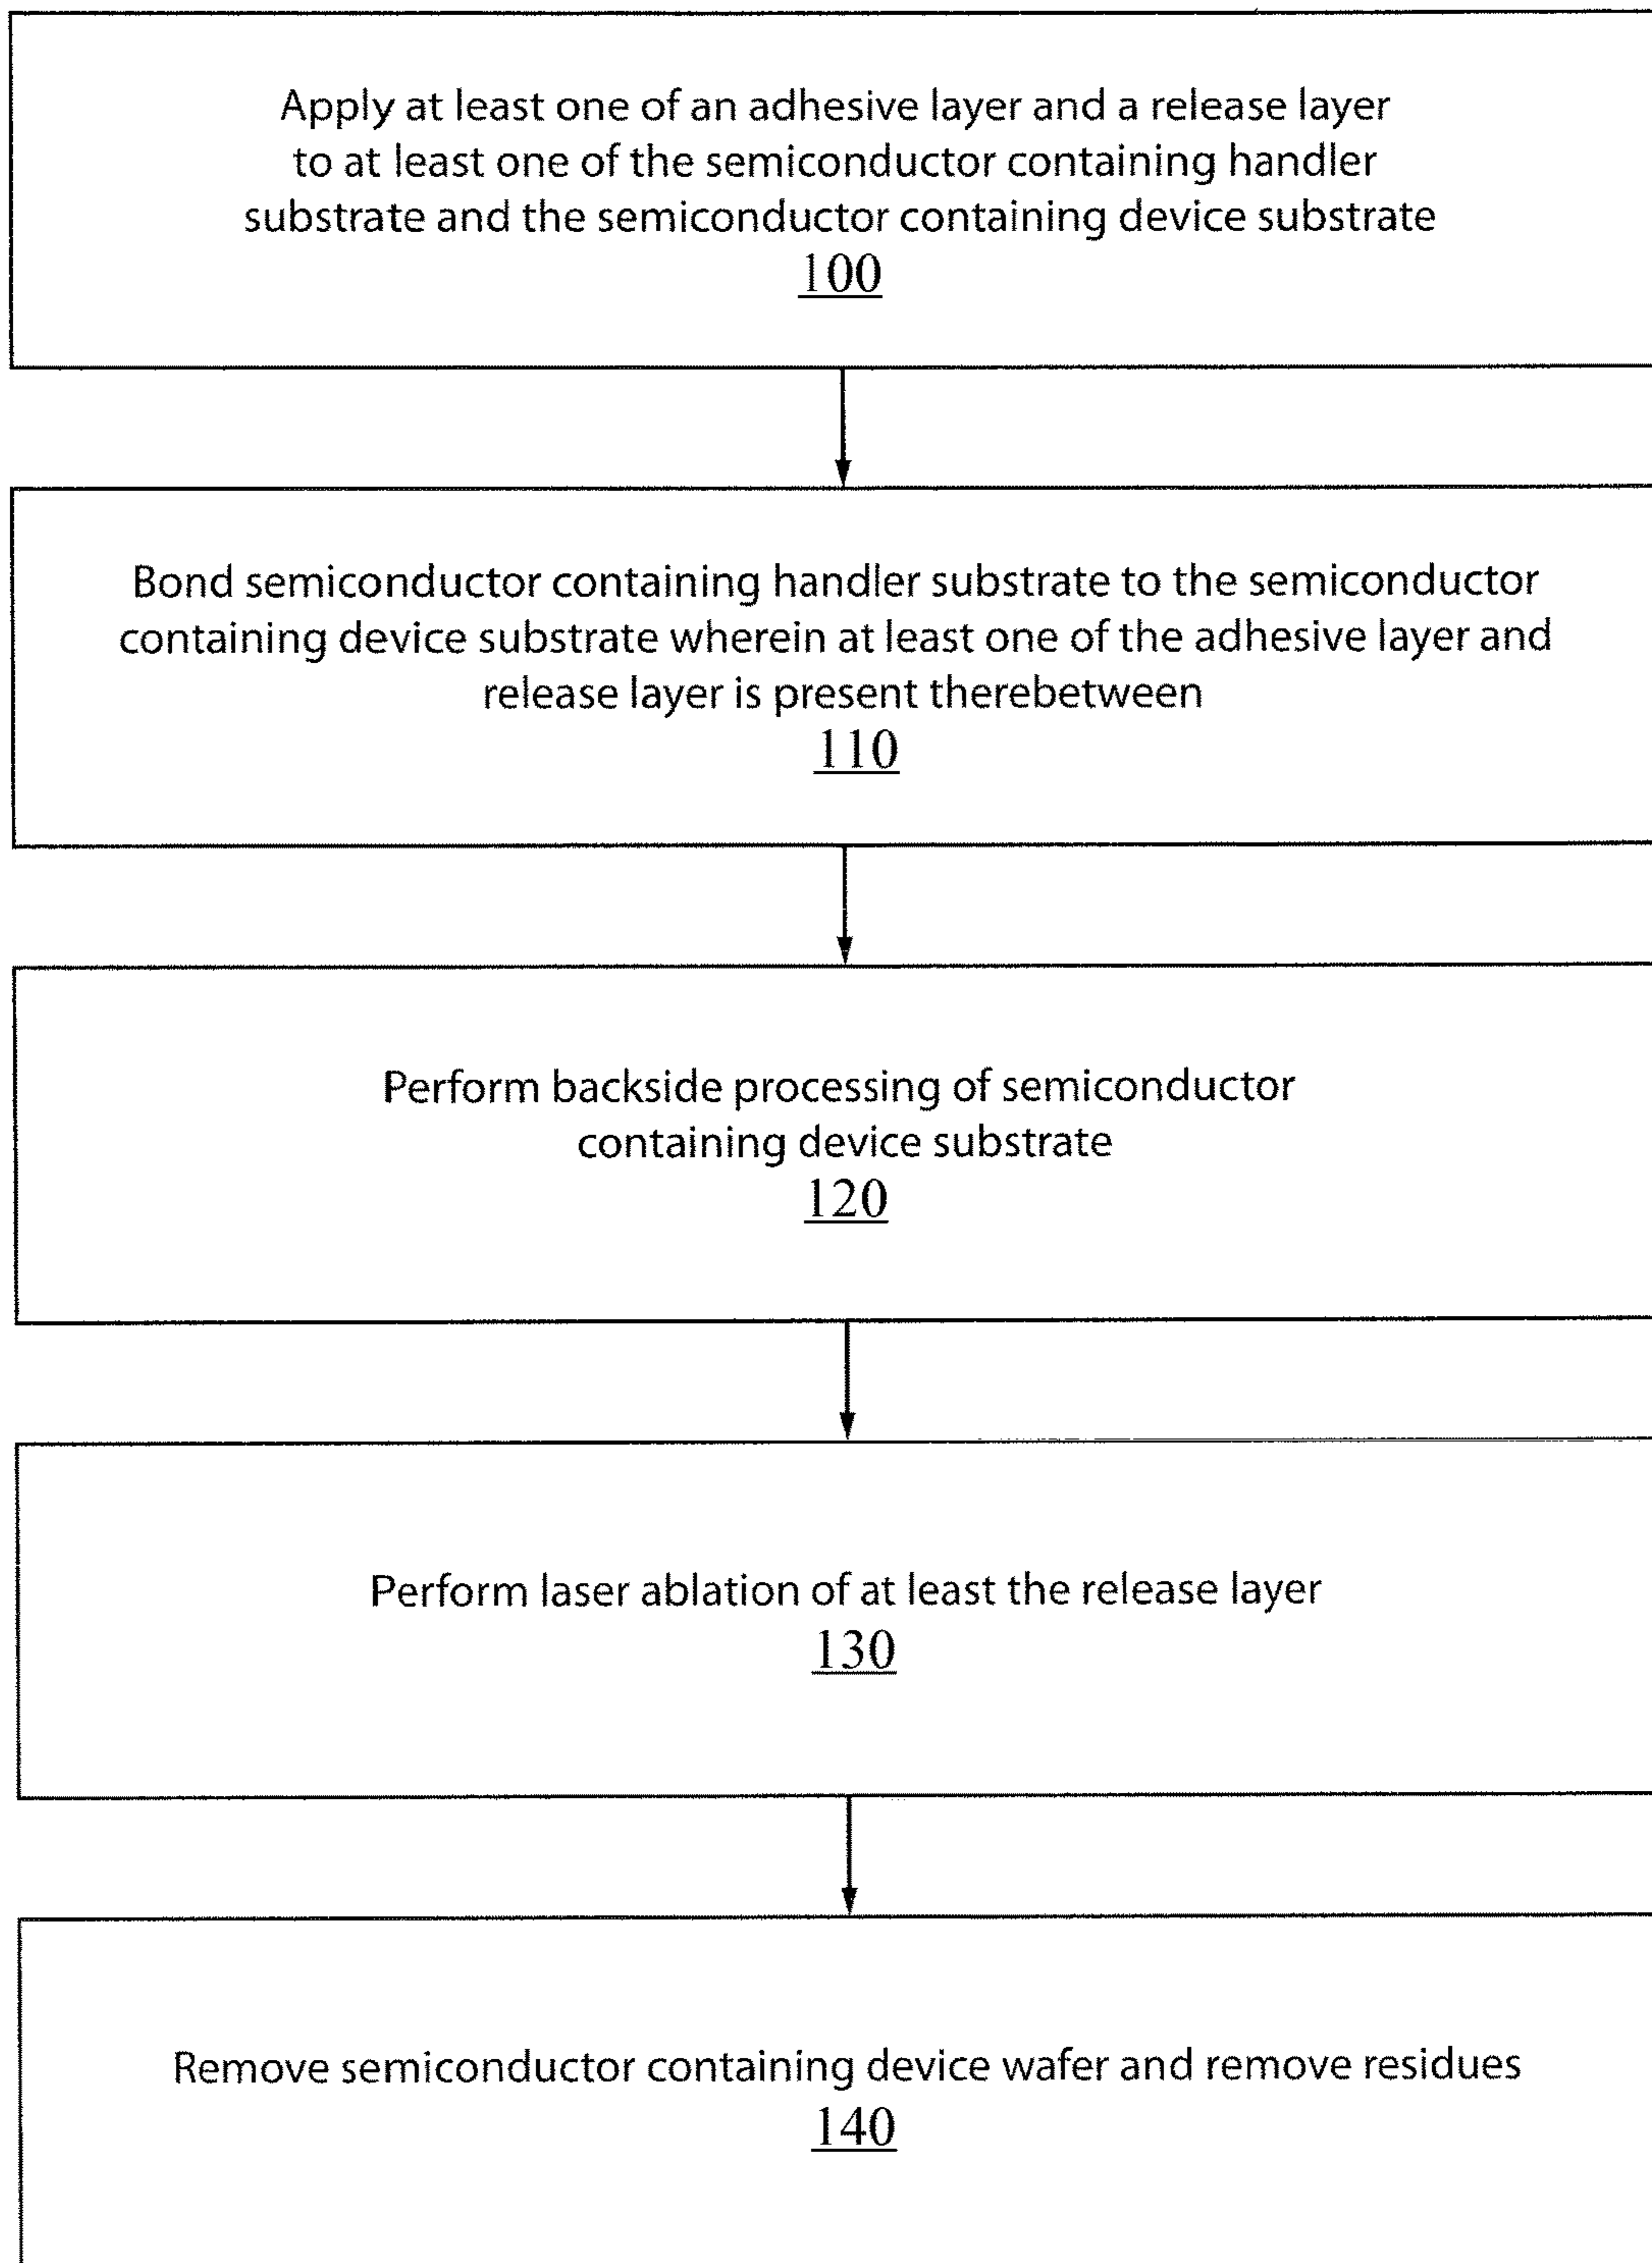 Apply at least one of an adhesive layer and a release layer
to at least one of the semiconductor containing handler
substrate and the semiconductor containing device substrate
100
Bond semiconductor containing handler substrate to the semiconductor
containing device substrate wherein at least one of the adhesive layer and
release layer is present therebetween
110
Perform backside processing of semiconductor
containing device substrate
120
Perform laser ablation of at least the release layer
130
Remove semiconductor containing device wafer and remove residues
140